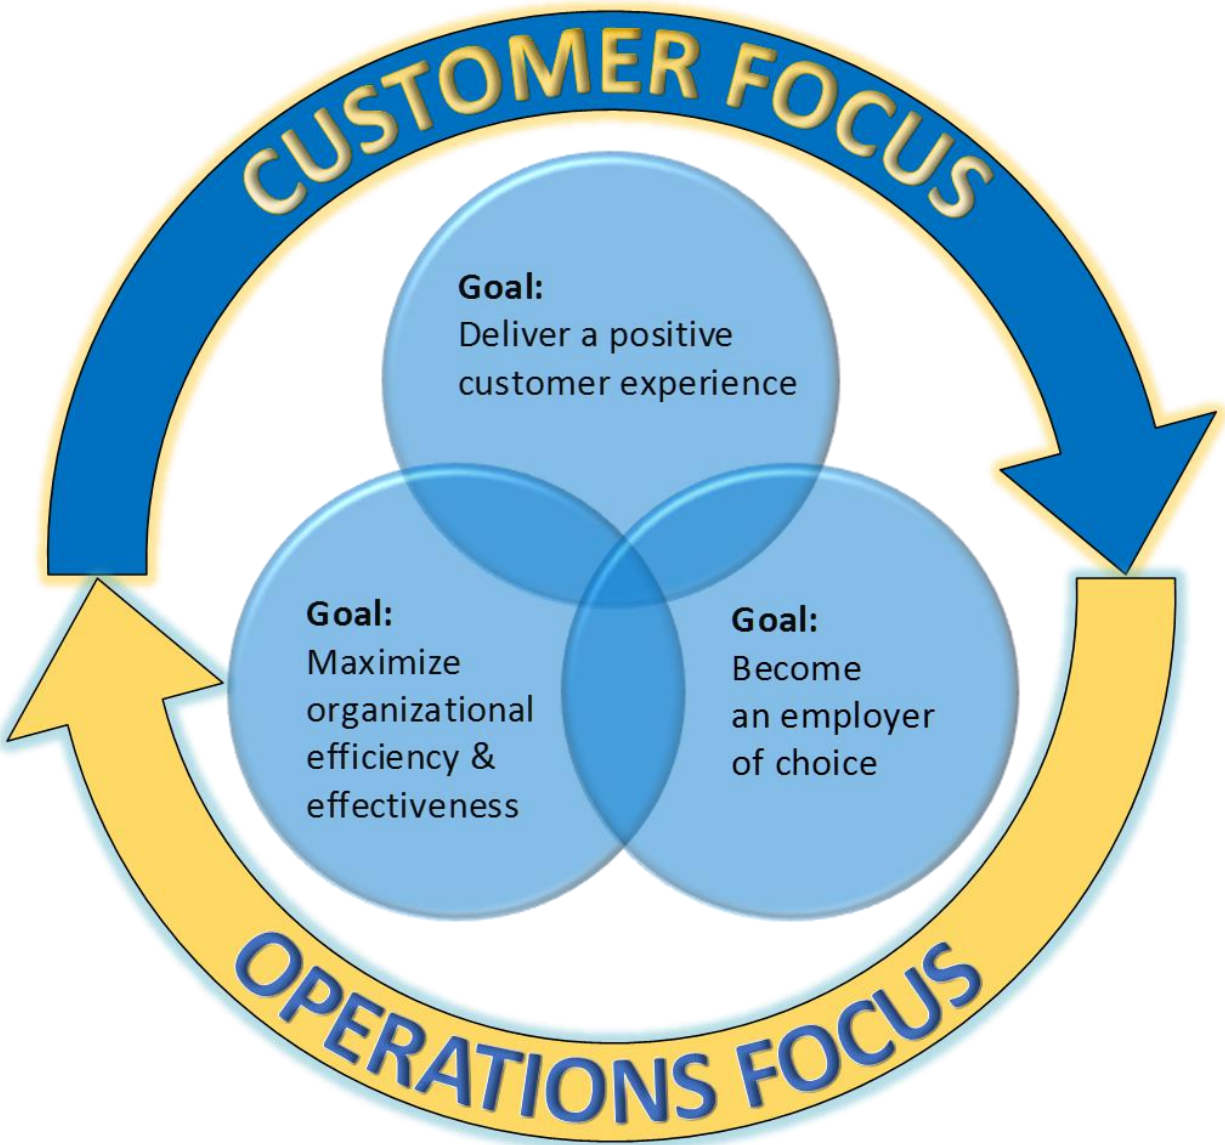 CUSTOMER FOCUS
Goal:
Deliver a positive
customer experience
Goal:
Maximize
organizational
efficiency &
effectiveness
Goal:
Become
an employer
of choice
OPERATIONS FOCUS